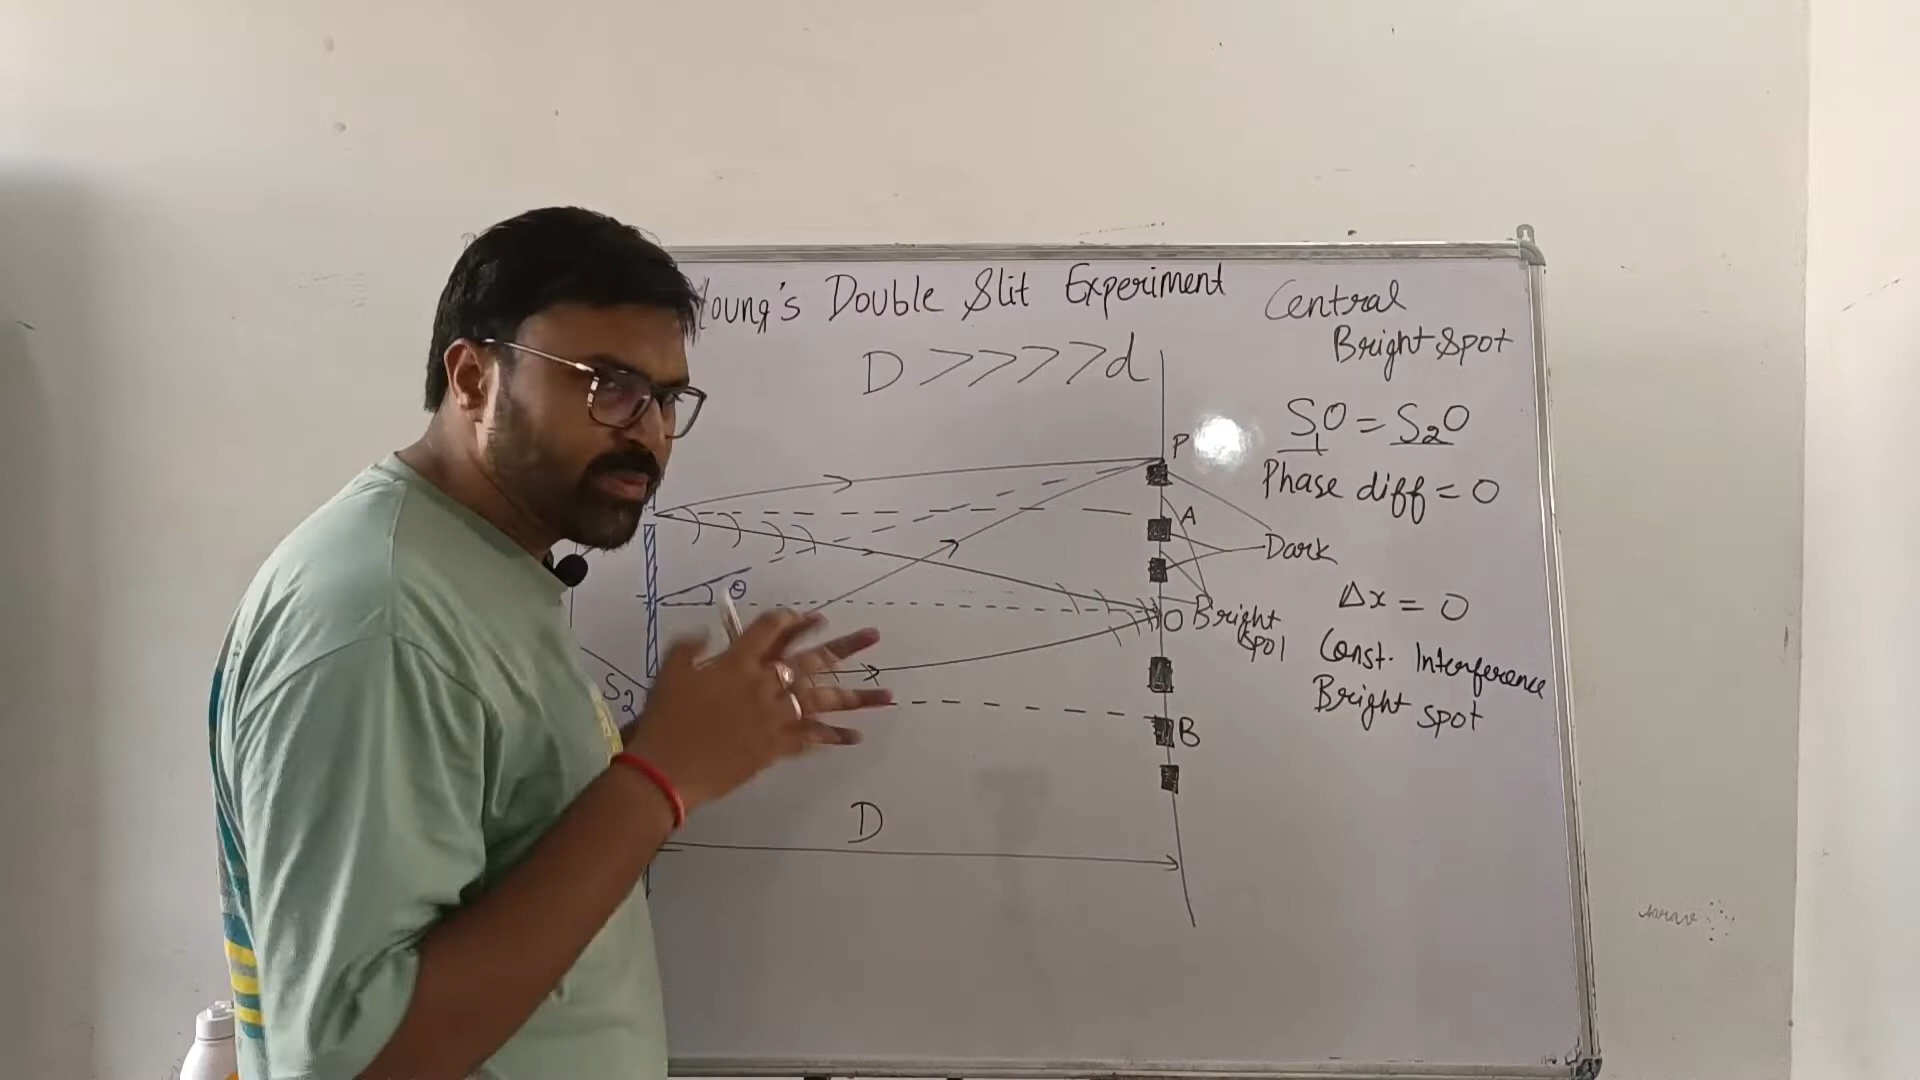 Young's Double Slit Experiment
D >>>> d
Central
Bright Spot
S1O = S2O
Phase diff = 0
P
A
Dark
θ
O
Bright
Spot
Δx = 0
Const. Interference
Bright spot
S2
B
D